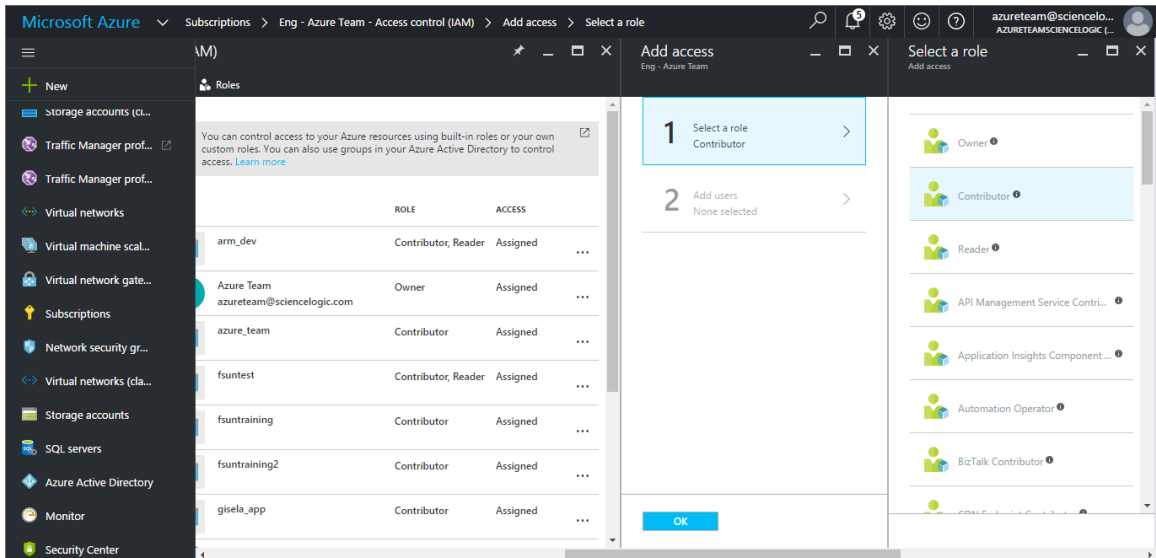 Microsoft Azure
Subscriptions > Eng - Azure Team - Access control (IAM) > Add access > Select a role
5
azureteam@sciencelo...
AZURETEAMSCIENCELOGIC (...
New
Storage accounts (cl...
Traffic Manager prof...
Traffic Manager prof...
Virtual networks
Virtual machine scal...
Virtual network gate...
Subscriptions
Network security gr...
Virtual networks (cla...
Storage accounts
SQL servers
Azure Active Directory
Monitor
Security Center
AM)
Roles
You can control access to your Azure resources using built-in roles or your own
custom roles. You can also use groups in your Azure Active Directory to control
access. Learn more
ROLE ACCESS
arm_dev Contributor, Reader Assigned ...
Azure Team Owner Assigned ...
azureteam@sciencelogic.com
azure_team Contributor Assigned ...
fsuntest Contributor, Reader Assigned ...
fsuntraining Contributor Assigned ...
fsuntraining2 Contributor Assigned ...
gisela_app Contributor Assigned ...
Add access
Eng - Azure Team
1 Select a role
Contributor
2 Add users
None selected
OK
Select a role
Add access
Owner
Contributor
Reader
API Management Service Contri...
Application Insights Component ...
Automation Operator
BizTalk Contributor